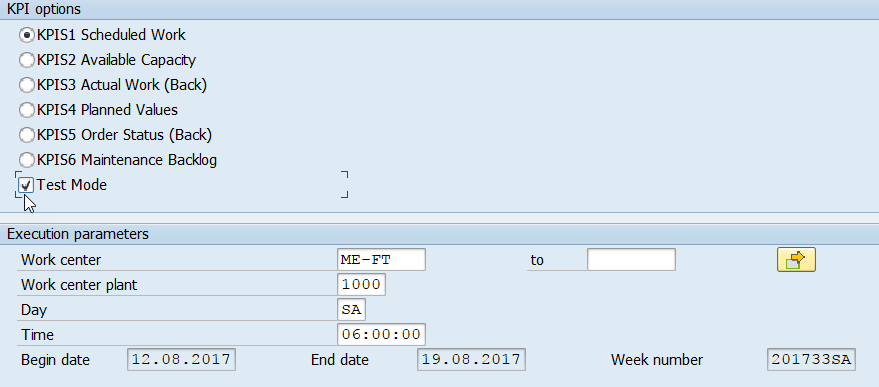 KPI options
KPIS1 Scheduled Work
KPIS2 Available Capacity
KPIS3 Actual Work (Back)
KPIS4 Planned Values
KPIS5 Order Status (Back)
KPIS6 Maintenance Backlog
Test Mode
Execution parameters
Work center ME-FT to
Work center plant 1000
Day SA
Time 06:00:00
Begin date 12.08.2017 End date 19.08.2017 Week number 201733SA